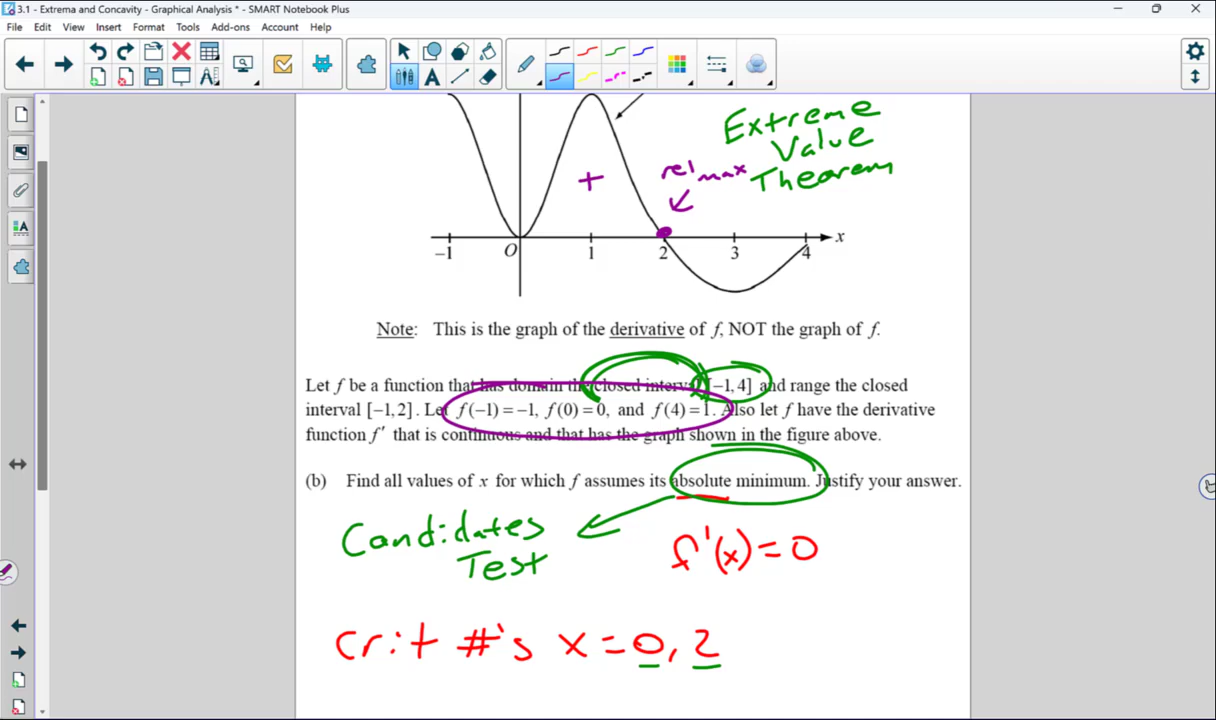 3.1 - Extrema and Concavity - Graphical Analysis * - SMART Notebook Plus
File Edit View Insert Format Tools Add-ons Account Help
Extreme
Value
Theorem
rel max
+
-1 O 1 2 3 4 x
Note: This is the graph of the derivative of f, NOT the graph of f.
Let f be a function that has domain the closed interval [−1, 4] and range the closed
interval [−1, 2]. Let f(−1) = −1, f(0) = 0, and f(4) = 1. Also let f have the derivative
function f′ that is continuous and that has the graph shown in the figure above.
(b) Find all values of x for which f assumes its absolute minimum. Justify your answer.
Candidates
Test
f'(x) = 0
Crit #'s x = 0, 2